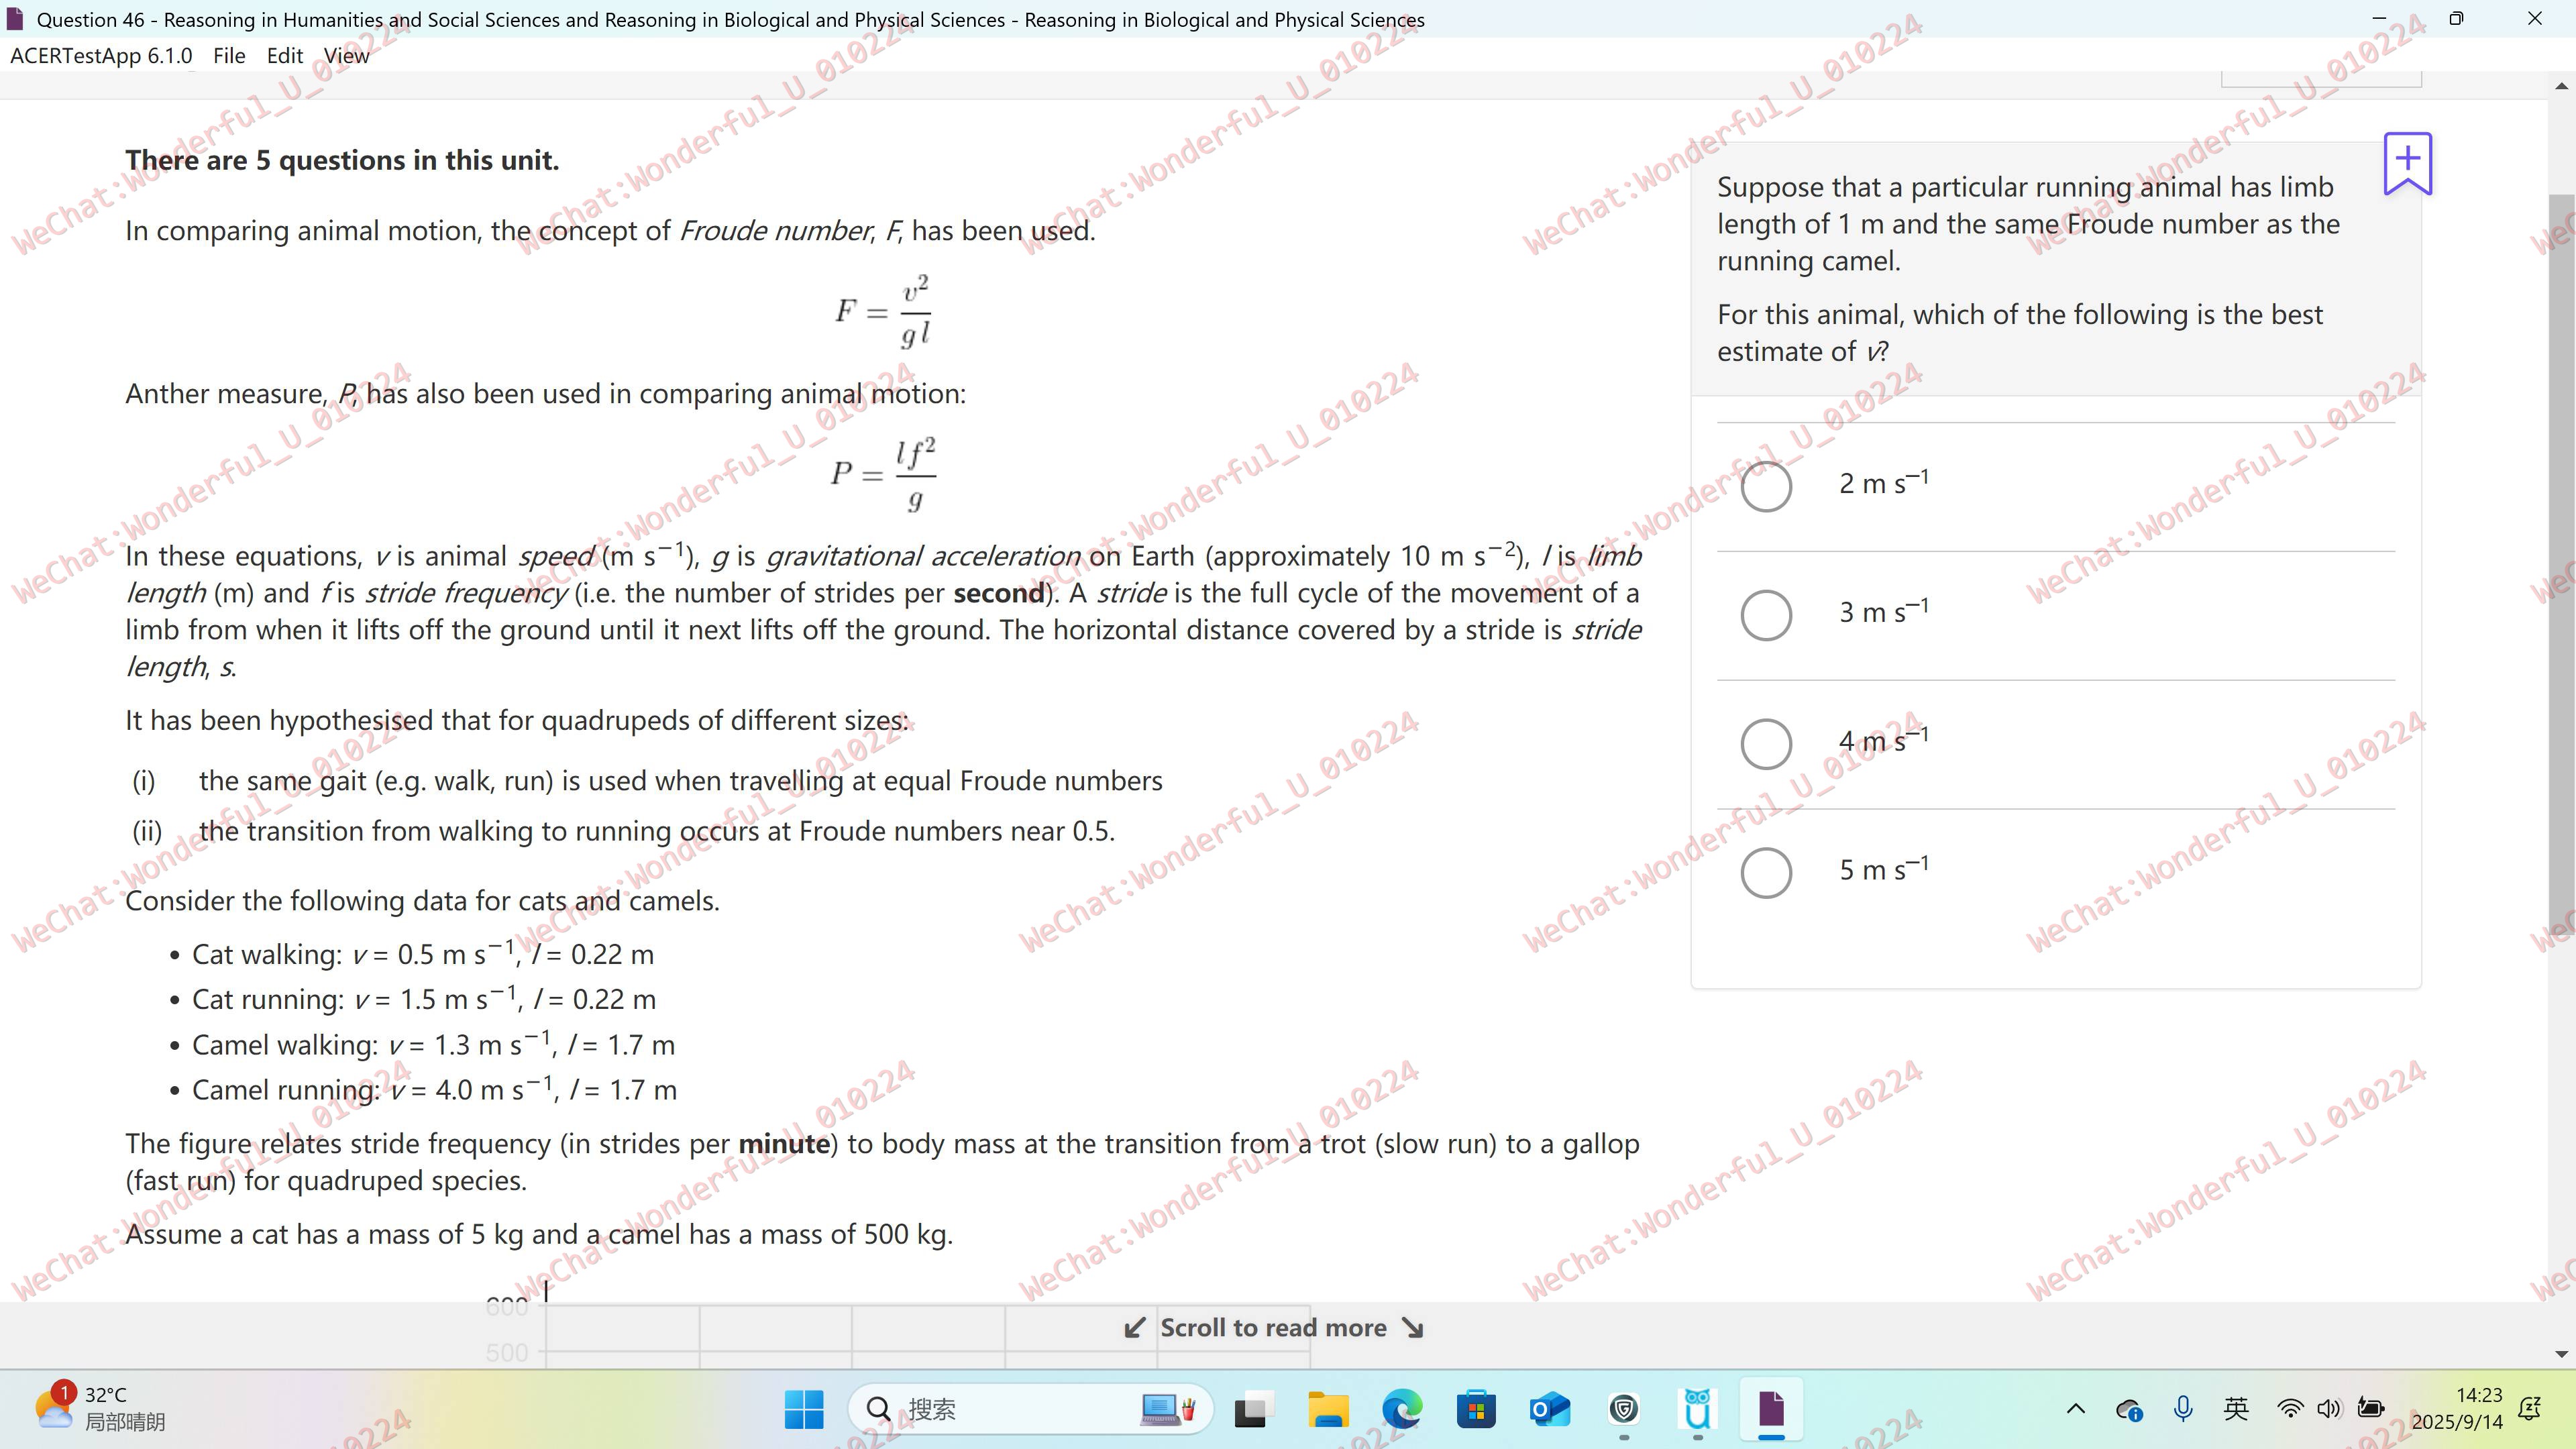 Question 46 - Reasoning in Humanities and Social Sciences and Reasoning in Biological and Physical Sciences - Reasoning in Biological and Physical Sciences
ACERTestApp 6.1.0 File Edit View
There are 5 questions in this unit.
In comparing animal motion, the concept of Froude number, F, has been used.
F = v²/(g l)
Anther measure, P, has also been used in comparing animal motion:
P = l f²/g
In these equations, v is animal speed (m s⁻¹), g is gravitational acceleration on Earth (approximately 10 m s⁻²), l is limb
length (m) and f is stride frequency (i.e. the number of strides per second). A stride is the full cycle of the movement of a
limb from when it lifts off the ground until it next lifts off the ground. The horizontal distance covered by a stride is stride
length, s.
It has been hypothesised that for quadrupeds of different sizes:
(i) the same gait (e.g. walk, run) is used when travelling at equal Froude numbers
(ii) the transition from walking to running occurs at Froude numbers near 0.5.
Consider the following data for cats and camels.
• Cat walking: v = 0.5 m s⁻¹, l = 0.22 m
• Cat running: v = 1.5 m s⁻¹, l = 0.22 m
• Camel walking: v = 1.3 m s⁻¹, l = 1.7 m
• Camel running: v = 4.0 m s⁻¹, l = 1.7 m
The figure relates stride frequency (in strides per minute) to body mass at the transition from a trot (slow run) to a gallop
(fast run) for quadruped species.
Assume a cat has a mass of 5 kg and a camel has a mass of 500 kg.
600
500
Scroll to read more
Suppose that a particular running animal has limb
length of 1 m and the same Froude number as the
running camel.
For this animal, which of the following is the best
estimate of v?
2 m s⁻¹
3 m s⁻¹
4 m s⁻¹
5 m s⁻¹
WeChat:Wonderful_U_010224
1
32°C
局部晴朗
搜索
英
14:23
2025/9/14